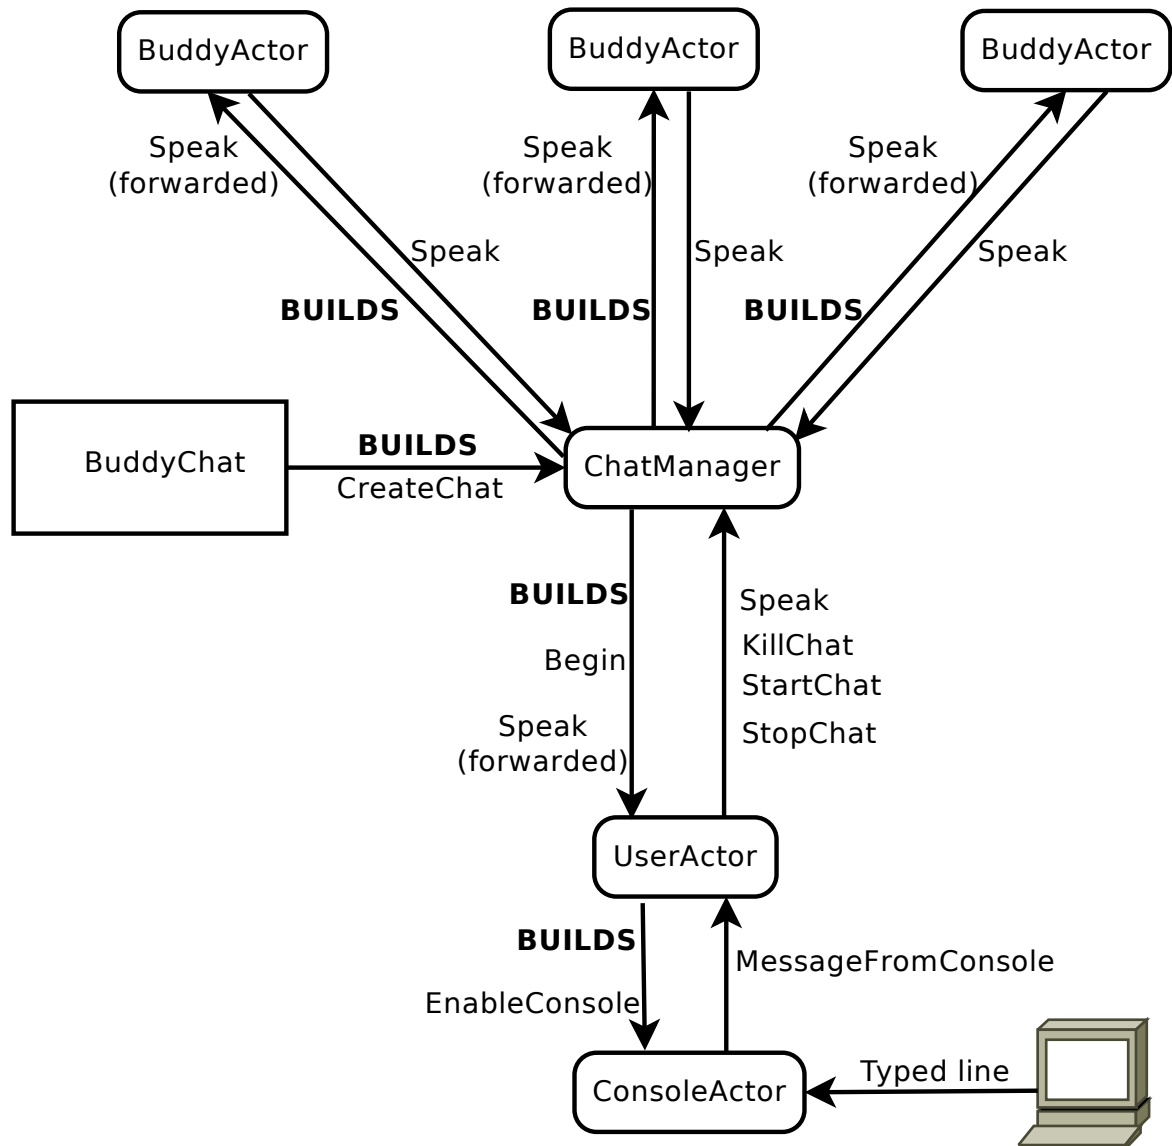 BuddyActor
BuddyActor
BuddyActor
Speak
(forwarded)
Speak
(forwarded)
Speak
(forwarded)
Speak
Speak
Speak
BUILDS
BUILDS
BUILDS
BuddyChat
BUILDS
CreateChat
ChatManager
BUILDS
Begin
Speak
(forwarded)
Speak
KillChat
StartChat
StopChat
UserActor
BUILDS
EnableConsole
MessageFromConsole
ConsoleActor
Typed line